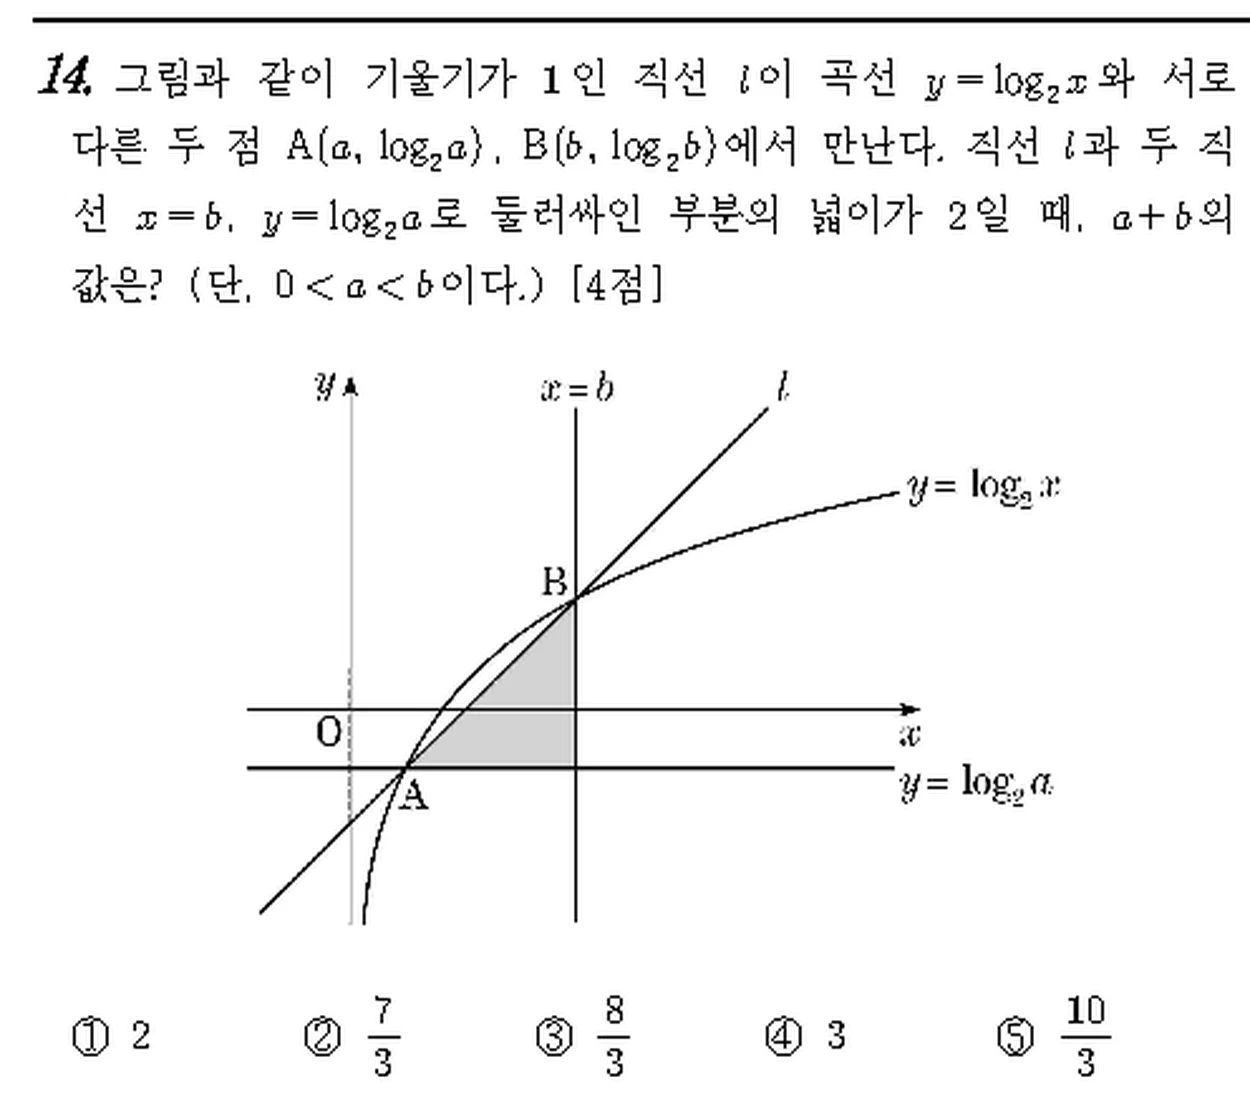 14. 그림과 같이 기울기가 1인 직선 l이 곡선 y=log₂x와 서로
다른 두 점 A(a, log₂a), B(b, log₂b)에서 만난다. 직선 l과 두 직
선 x=b, y=log₂a로 둘러싸인 부분의 넓이가 2일 때, a+b의
값은? (단, 0<a<b이다.) [4점]
y
x=b
l
y= log₂x
B
O
x
A
y= log₂a
① 2 ② 7/3 ③ 8/3 ④ 3 ⑤ 10/3